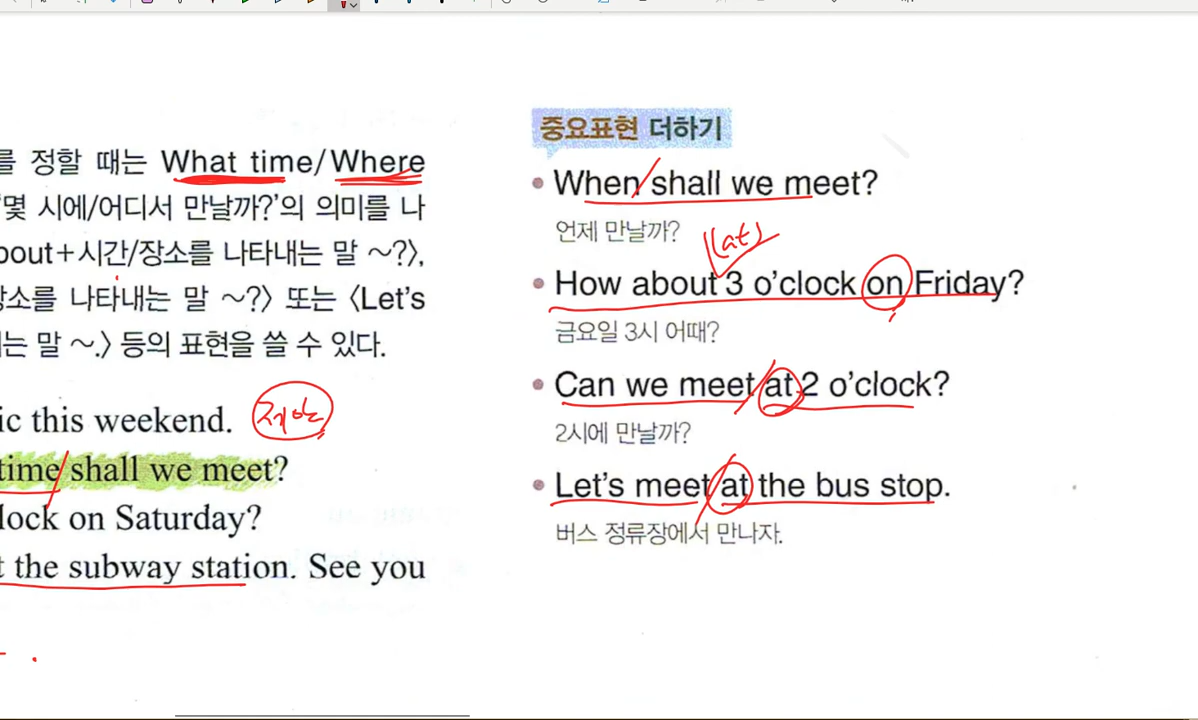 를 정할 때는 What time/Where
몇 시에/어디서 만날까?'의 의미를 나
bout+시간/장소를 나타내는 말 ~?〉,
장소를 나타내는 말 ~?〉 또는 〈Let's
는 말 ~.〉 등의 표현을 쓸 수 있다.
ic this weekend. 제안
time shall we meet?
lock on Saturday?
t the subway station. See you
중요표현 더하기
• When shall we meet?
언제 만날까?
(at)
• How about 3 o'clock on Friday?
금요일 3시 어때?
• Can we meet at 2 o'clock?
2시에 만날까?
• Let's meet at the bus stop.
버스 정류장에서 만나자.